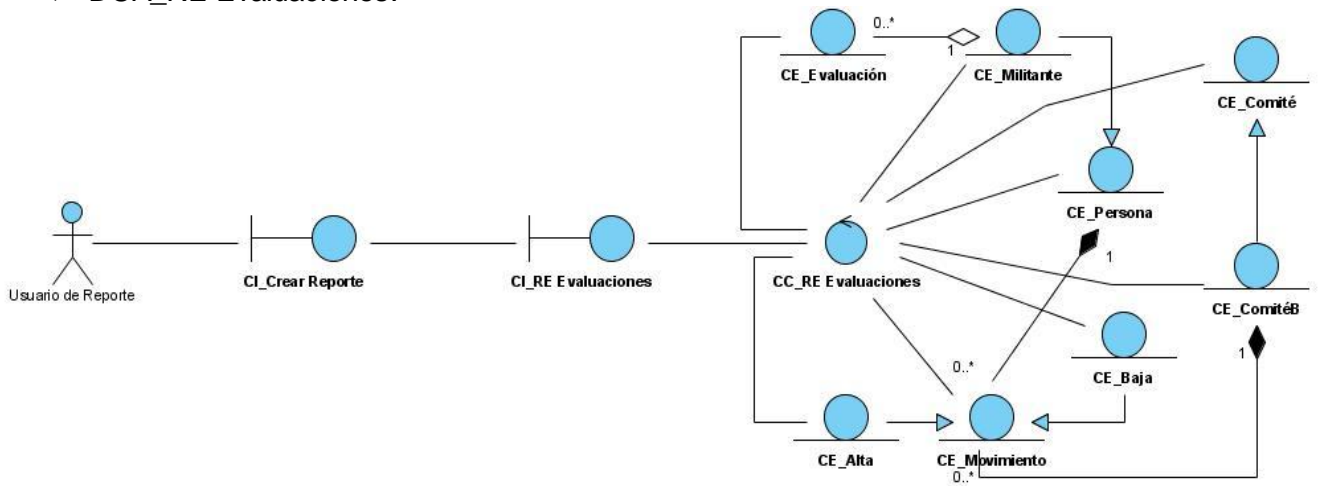 0..*
1
CE_Evaluación
CE_Militante
CE_Comité
CE_Persona
1
Usuario de Reporte
CI_Crear Reporte
CI_RE Evaluaciones
CC_RE Evaluaciones
CE_ComitéB
1
CE_Baja
0..*
CE_Alta
CE_Movimiento
0..*